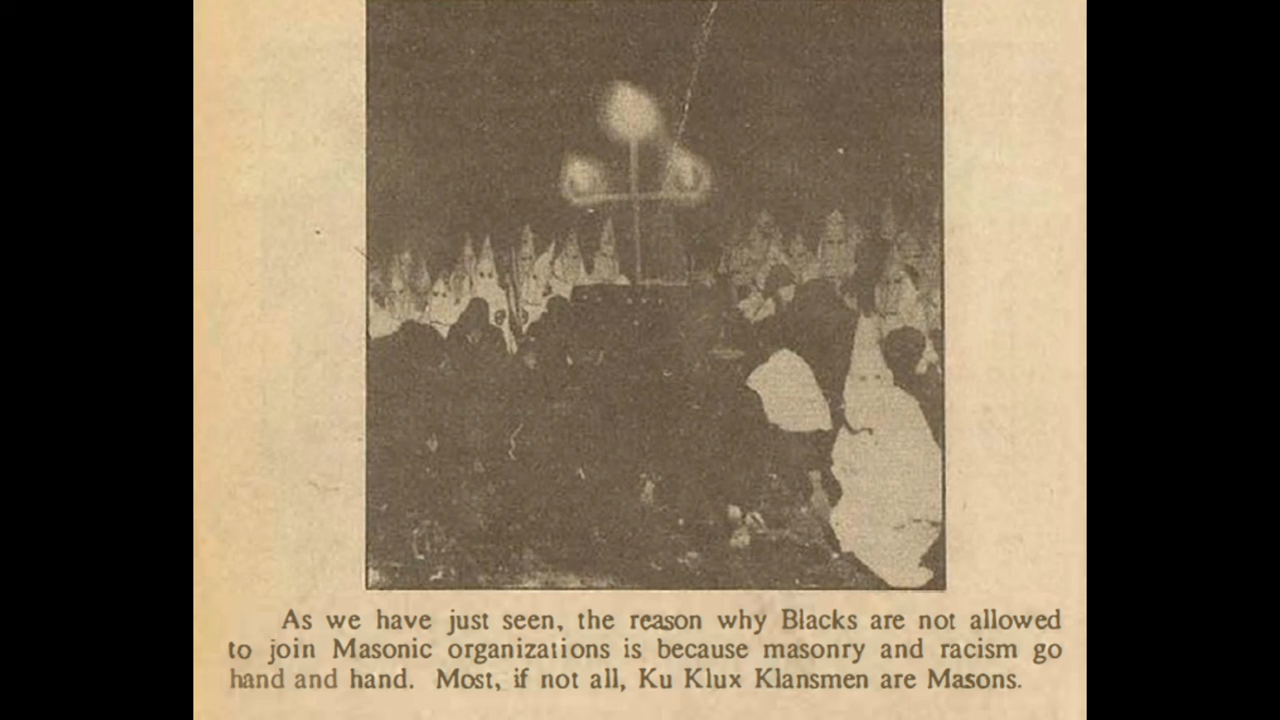 As we have just seen, the reason why Blacks are not allowed
to join Masonic organizations is because masonry and racism go
hand and hand. Most, if not all, Ku Klux Klansmen are Masons.